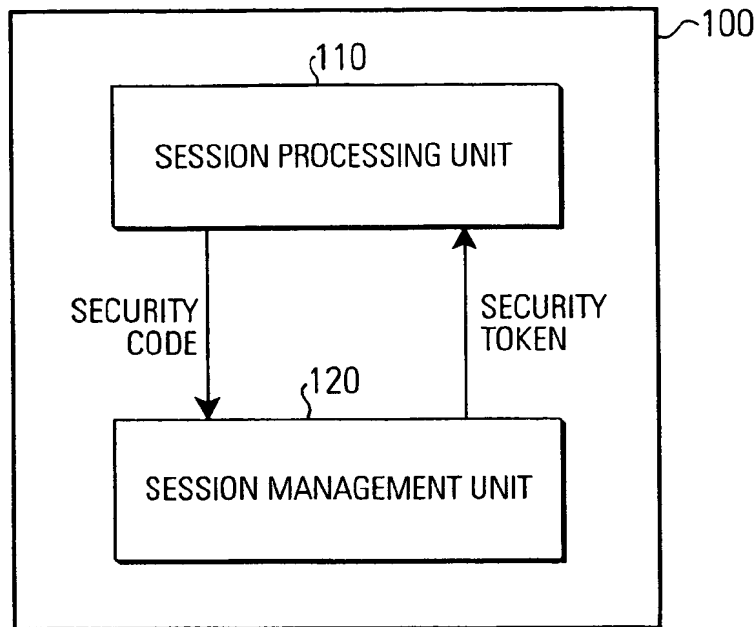 100
110
SESSION PROCESSING UNIT
SECURITY
CODE
SECURITY
TOKEN
120
SESSION MANAGEMENT UNIT